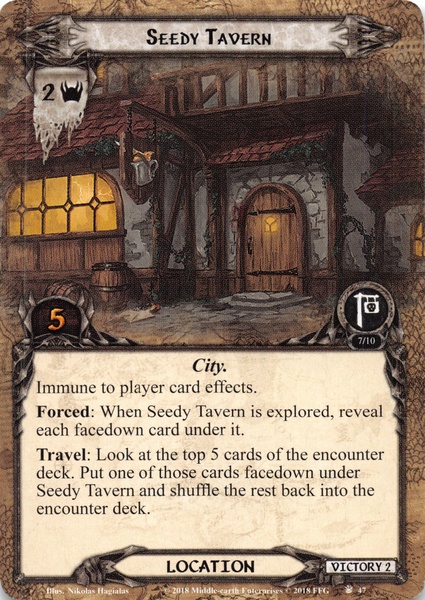 SEEDY TAVERN
2
5
7/10
City.
Immune to player card effects.
Forced: When Seedy Tavern is explored, reveal
each facedown card under it.
Travel: Look at the top 5 cards of the encounter
deck. Put one of those cards facedown under
Seedy Tavern and shuffle the rest back into the
encounter deck.
LOCATION
VICTORY 2
Illus. Nikolas Hagialas © 2018 Middle-earth Enterprises © 2018 FFG 47